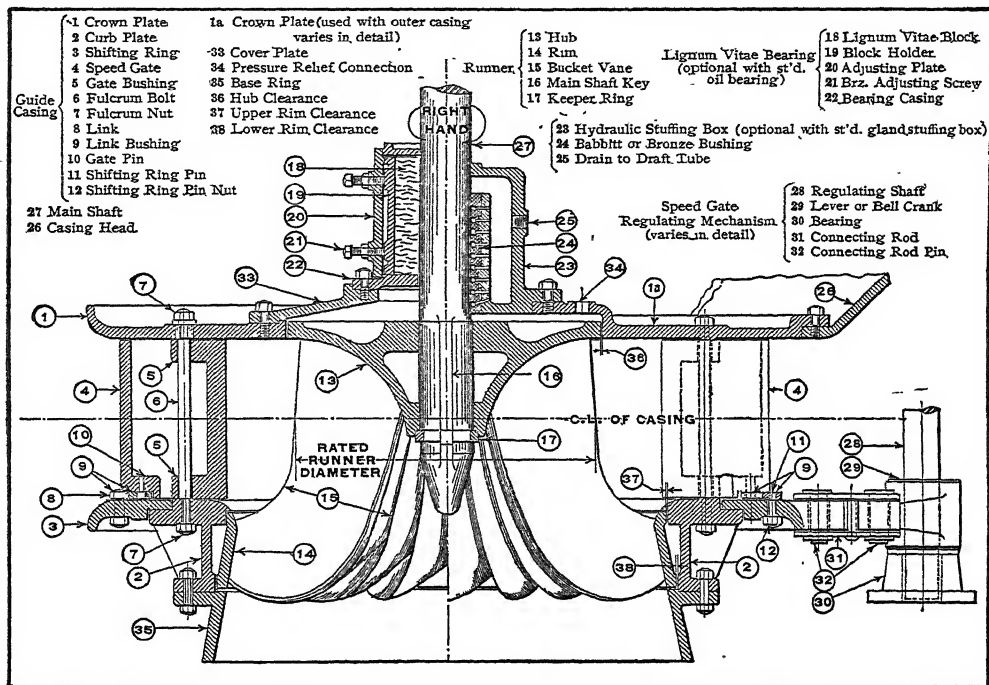 Guide Casing
1 Crown Plate
2 Curb Plate
3 Shifting Ring
4 Speed Gate
5 Gate Bushing
6 Fulcrum Bolt
7 Fulcrum Nut
8 Link
9 Link Bushing
10 Gate Pin
11 Shifting Ring Pin
12 Shifting Ring Pin Nut
27 Main Shaft
26 Casing Head
1a Crown Plate (used with outer casing
varies in detail)
33 Cover Plate
34 Pressure Relief Connection
35 Base Ring
36 Hub Clearance
37 Upper Rim Clearance
38 Lower Rim Clearance
Runner
13 Hub
14 Rim
15 Bucket Vane
16 Main Shaft Key
17 Keeper Ring
Lignum Vitae Bearing
(optional with st'd.
oil bearing)
18 Lignum Vitae Block
19 Block Holder
20 Adjusting Plate
21 Brz. Adjusting Screw
22 Bearing Casing
23 Hydraulic Stuffing Box (optional with st'd. gland stuffing box)
24 Babbitt or Bronze Bushing
25 Drain to Draft Tube
Speed Gate
Regulating Mechanism
(varies in detail)
28 Regulating Shaft
29 Lever or Bell Crank
30 Bearing
31 Connecting Rod
32 Connecting Rod Pin
RIGHT
HAND
27
18
19
20
21
22
33
7
1
25
24
23
34
1a
26
36
13
16
4
5
6
4
C.L. OF CASING
17
RATED
RUNNER
DIAMETER
10
5
9
8
3
15
37
11
9
28
29
7
2
14
38
2
12
31
32
30
35